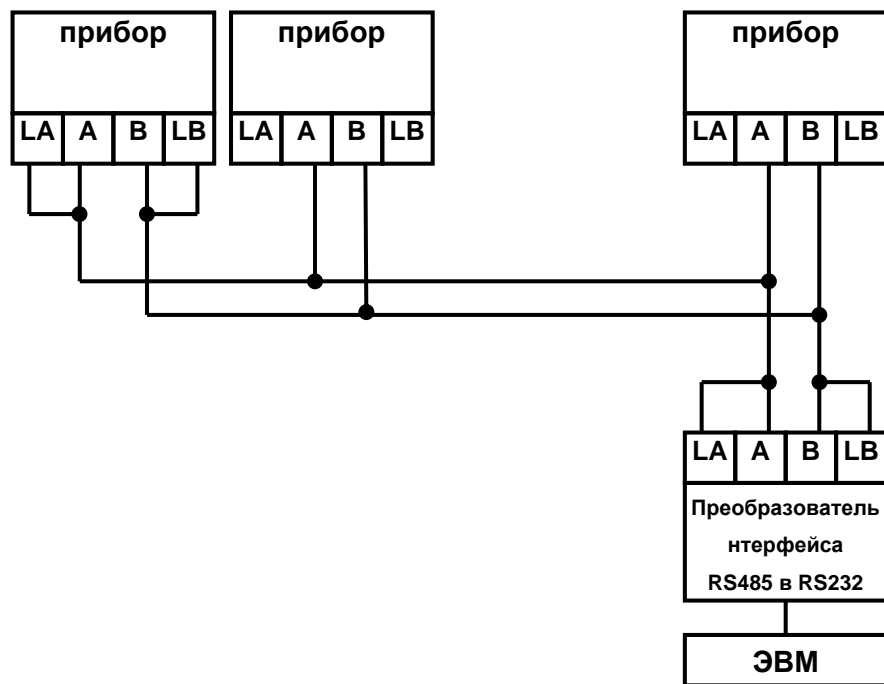 прибор прибор прибор
LA A B LB LA A B LB LA A B LB
LA A B LB
Преобразователь
нтерфейса
RS485 в RS232
ЭВМ